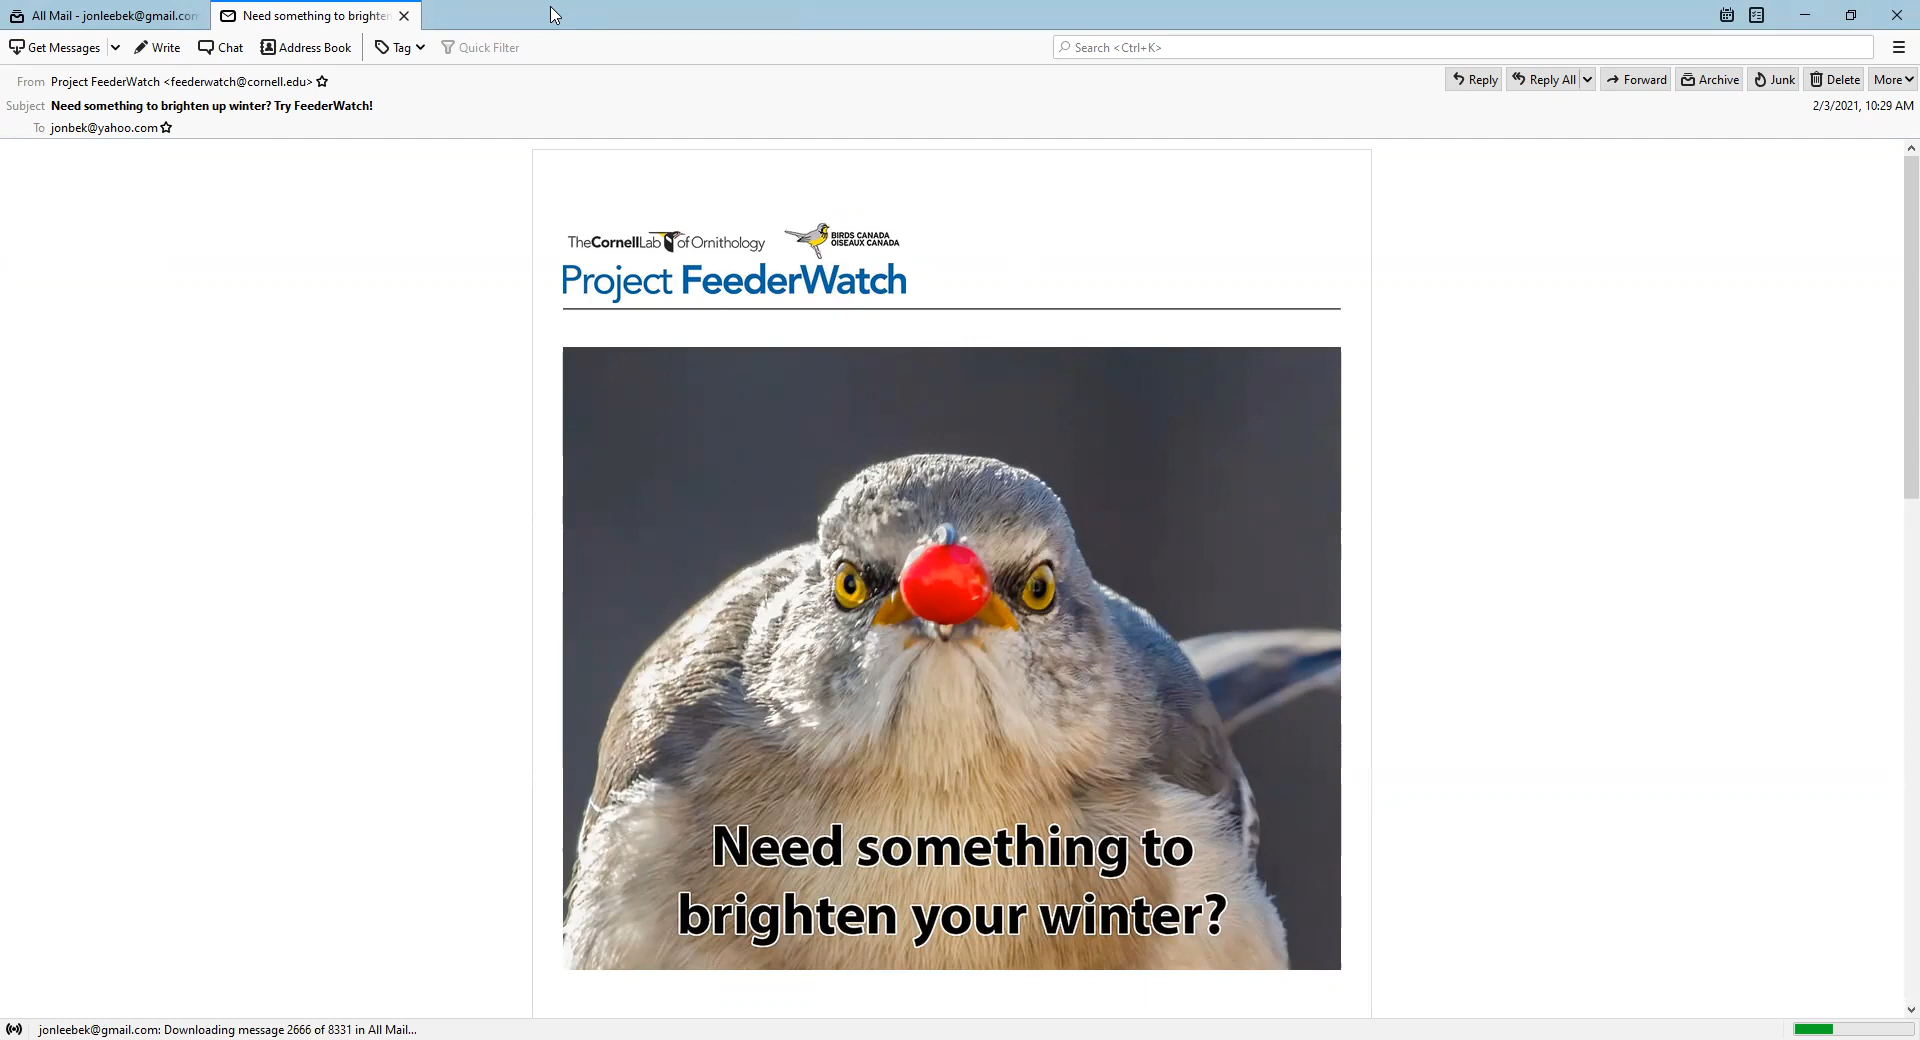 All Mail - jonleebek@gmail.com
Need something to brighten
Get Messages Write Chat Address Book Tag Quick Filter Search <Ctrl+K>
From Project FeederWatch <feederwatch@cornell.edu> Reply Reply All Forward Archive Junk Delete More
Subject Need something to brighten up winter? Try FeederWatch! 2/3/2021, 10:29 AM
To jonbek@yahoo.com
TheCornellLab of Ornithology
BIRDS CANADA
OISEAUX CANADA
Project FeederWatch
Need something to
brighten your winter?
jonleebek@gmail.com: Downloading message 2666 of 8331 in All Mail...